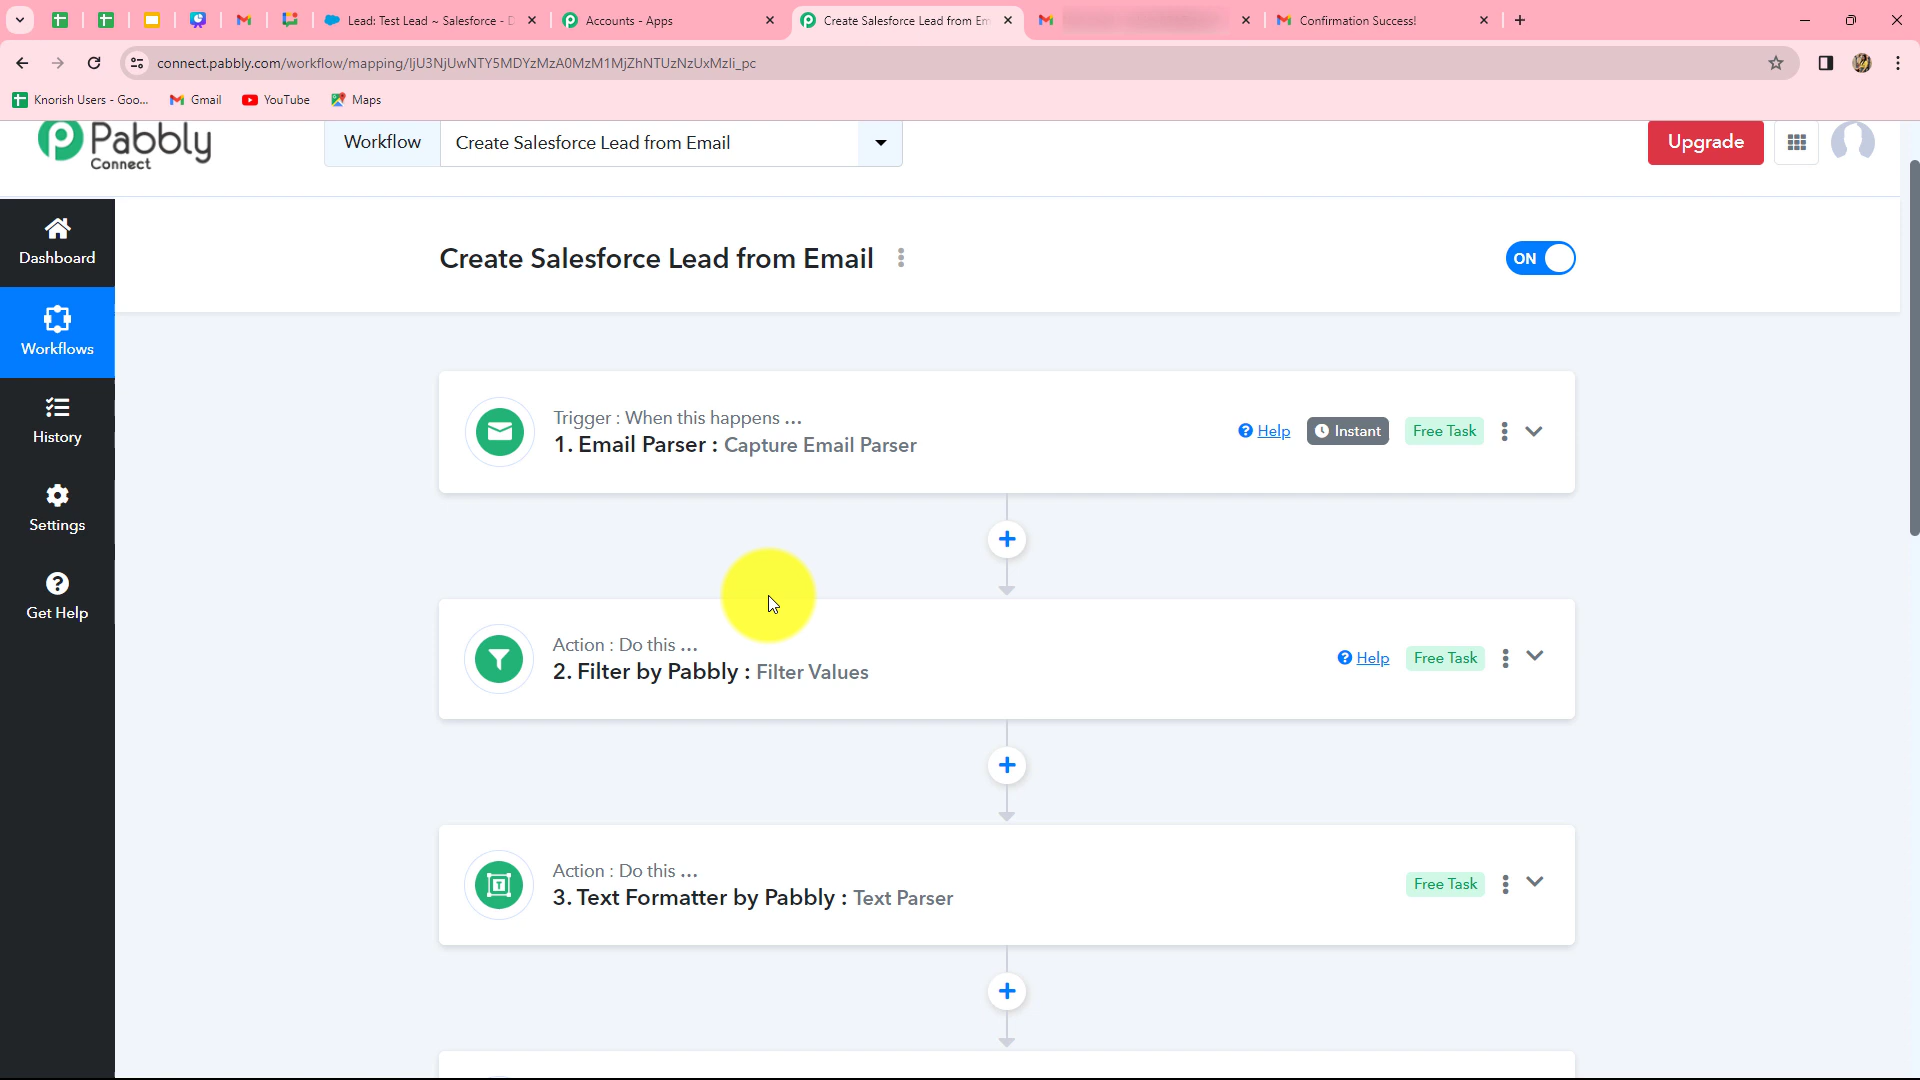 Lead: Test Lead ~ Salesforce - D
Accounts - Apps
Create Salesforce Lead from Em
Confirmation Success!
connect.pabbly.com/workflow/mapping/IjU3NjUwNTY5MDYzMzA0MzM1MjZhNTUzNzUxMzIi_pc
Knorish Users - Goo...
Gmail
YouTube
Maps
Pabbly
Connect
Workflow
Create Salesforce Lead from Email
Upgrade
Dashboard
Workflows
History
Settings
Get Help
Create Salesforce Lead from Email
ON
Trigger : When this happens ...
1. Email Parser : Capture Email Parser
Help
Instant
Free Task
Action : Do this ...
2. Filter by Pabbly : Filter Values
Help
Free Task
Action : Do this ...
3. Text Formatter by Pabbly : Text Parser
Free Task